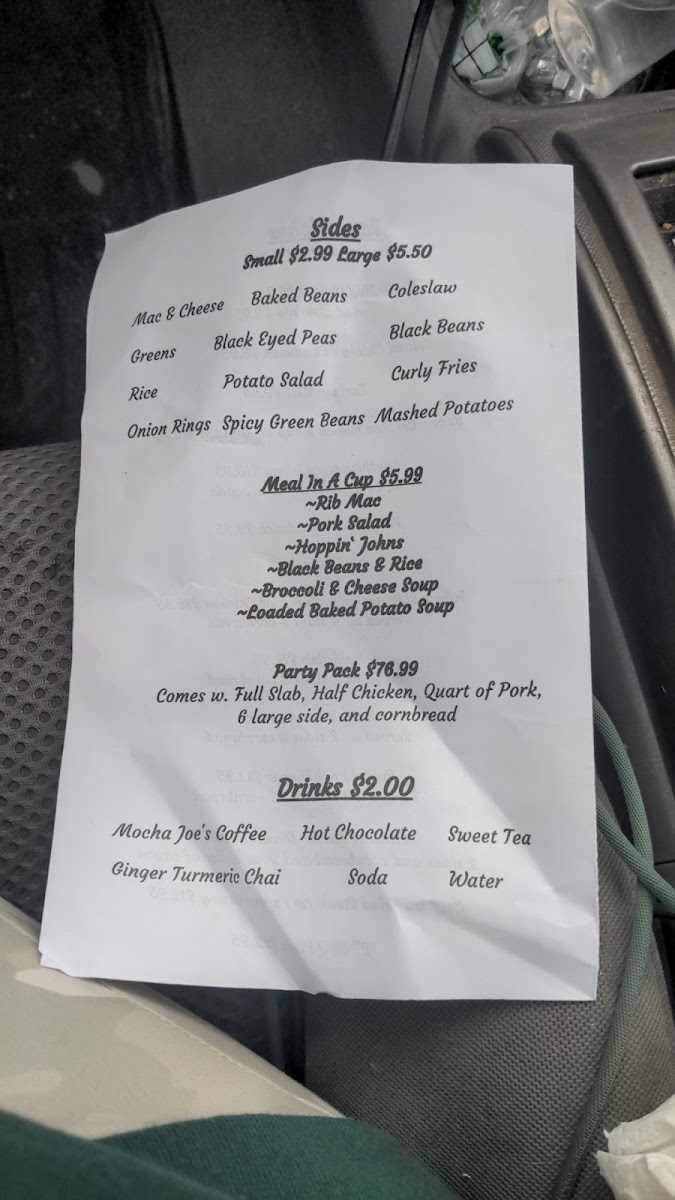 Sides
Small $2.99 Large $5.50
Mac & Cheese Baked Beans Coleslaw
Greens Black Eyed Peas Black Beans
Rice Potato Salad Curly Fries
Onion Rings Spicy Green Beans Mashed Potatoes
Meal In A Cup $5.99
~Rib Mac
~Pork Salad
~Hoppin' Johns
~Black Beans & Rice
~Broccoli & Cheese Soup
~Loaded Baked Potato Soup
Party Pack $76.99
Comes w. Full Slab, Half Chicken, Quart of Pork,
6 large side, and cornbread
Drinks $2.00
Mocha Joe's Coffee Hot Chocolate Sweet Tea
Ginger Turmeric Chai Soda Water